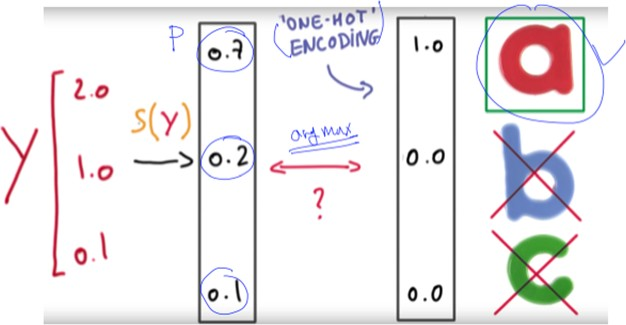 P
'ONE-HOT'
ENCODING
y
2.0
1.0
0.1
S(y)
0.7
0.2
0.1
argmax
?
1.0
0.0
0.0
a
b
c